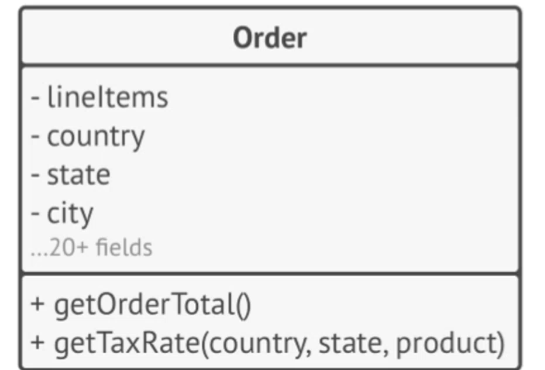 Order
- lineItems
- country
- state
- city
...20+ fields
+ getOrderTotal()
+ getTaxRate(country, state, product)